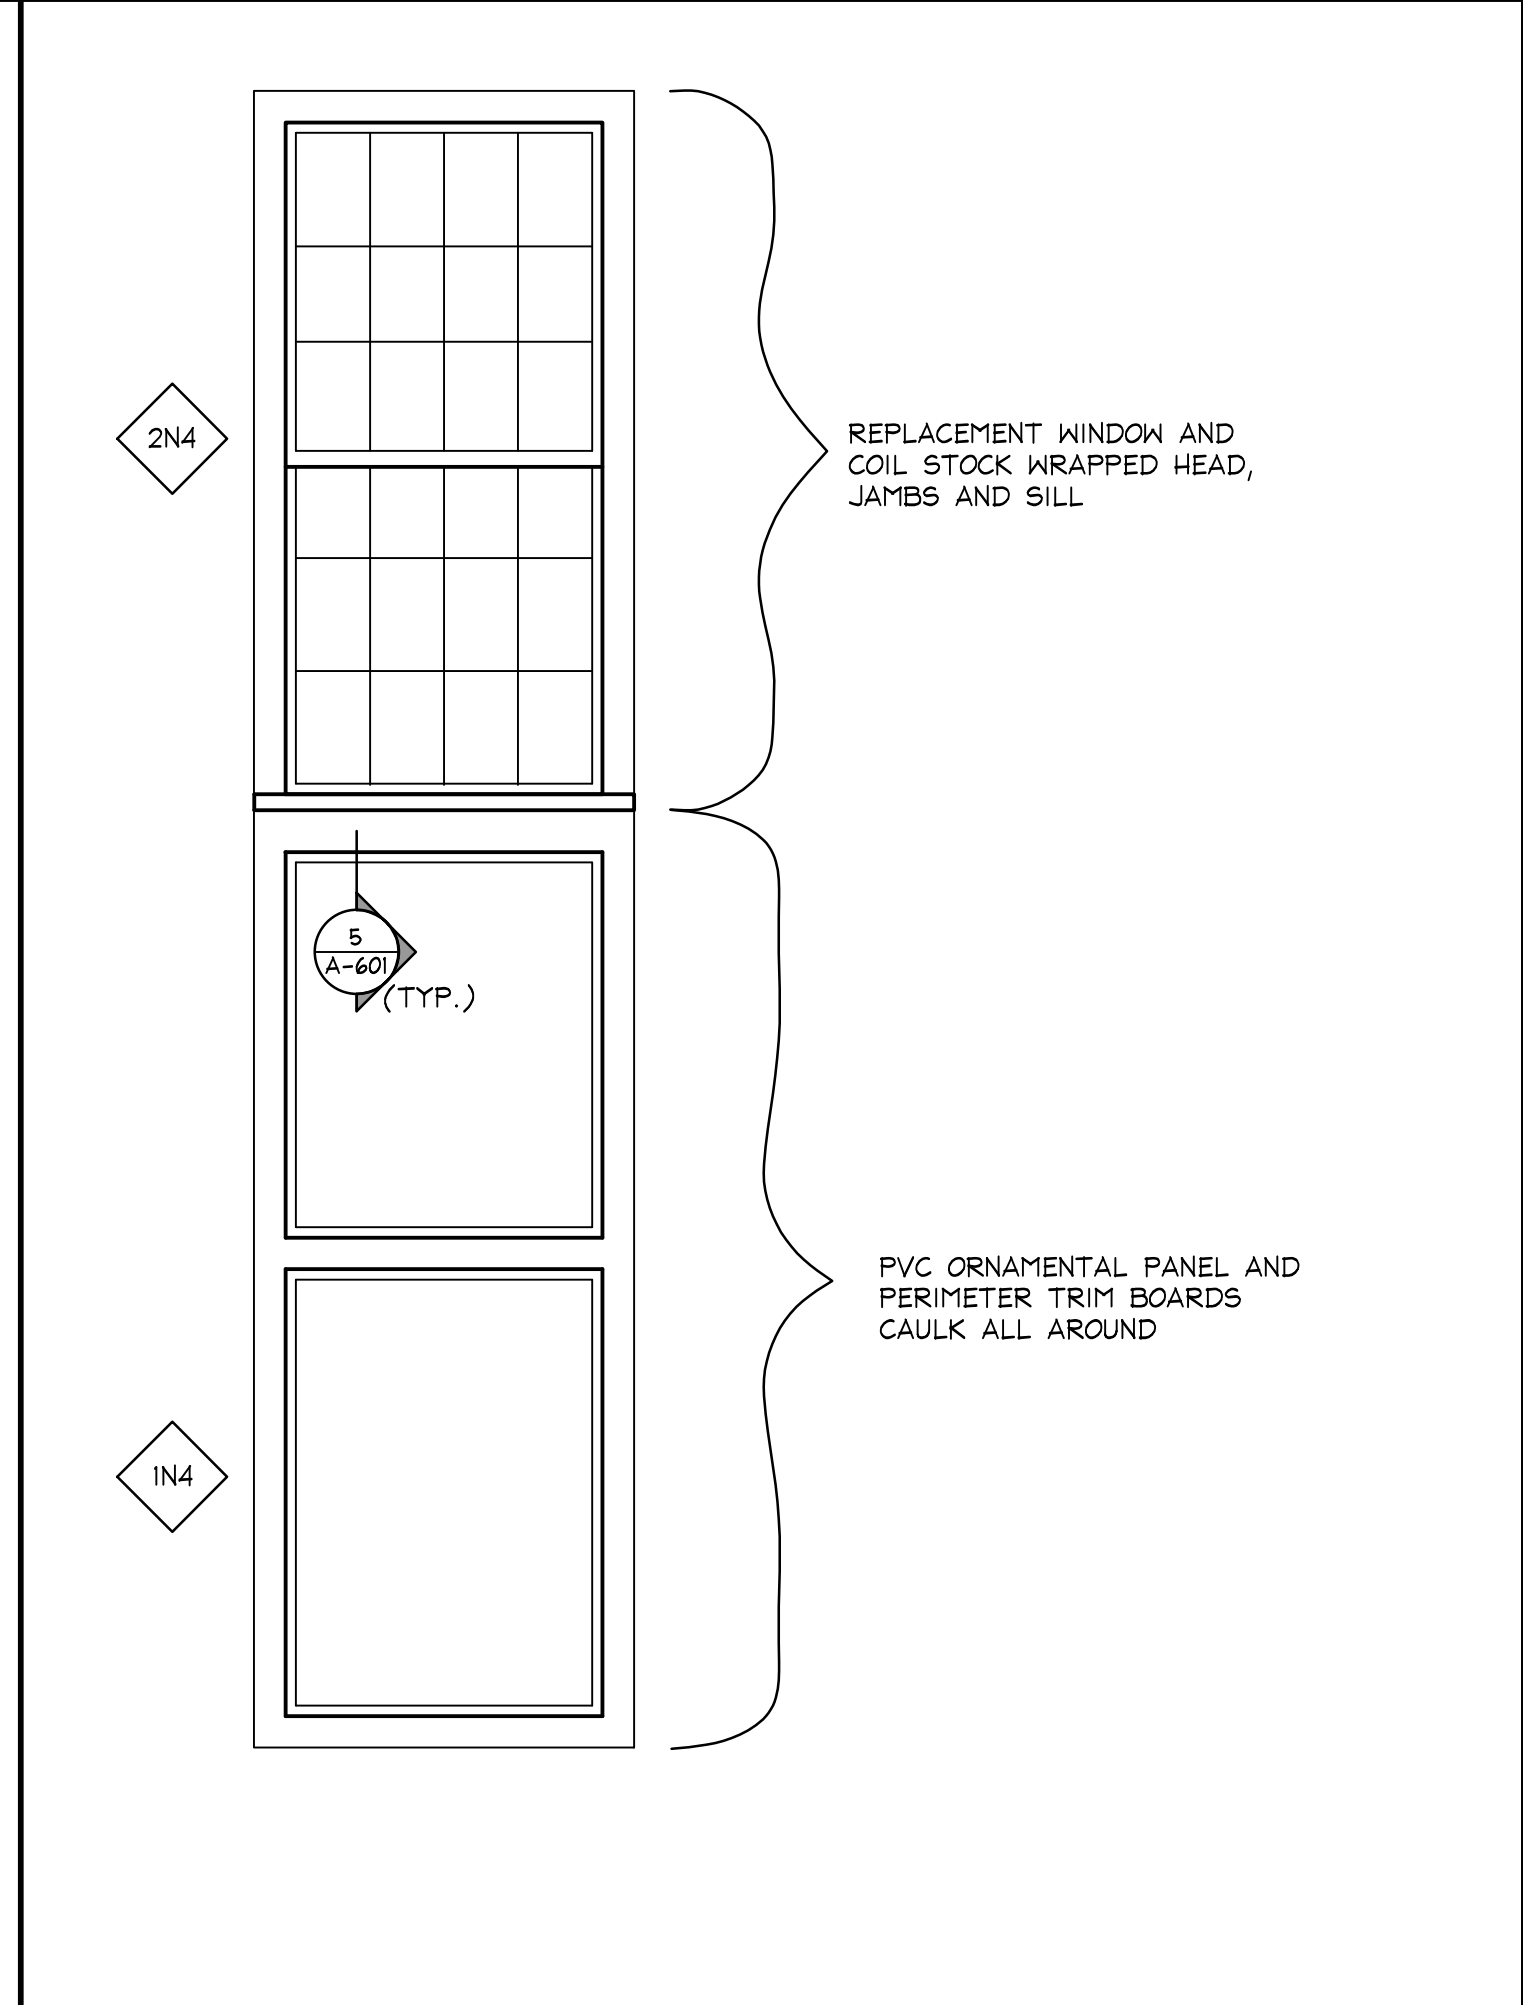 2N4
REPLACEMENT WINDOW AND
COIL STOCK WRAPPED HEAD,
JAMBS AND SILL
5
A-601
(TYP.)
PVC ORNAMENTAL PANEL AND
PERIMETER TRIM BOARDS
CAULK ALL AROUND
1N4